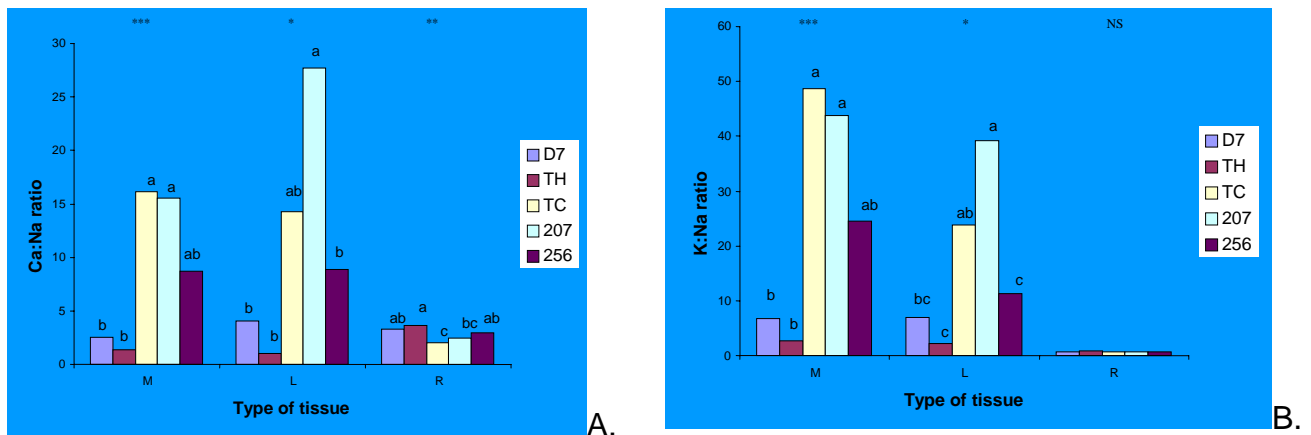 *** * **
30
25
20
15
10
5
0
Ca:Na ratio
b b a a ab
b b ab a b
ab a c bc ab
M L R
Type of tissue
D7
TH
TC
207
256
A.
*** * NS
60
50
40
30
20
10
0
K:Na ratio
b b a a ab
bc c ab a c
M L R
Type of tissue
D7
TH
TC
207
256
B.